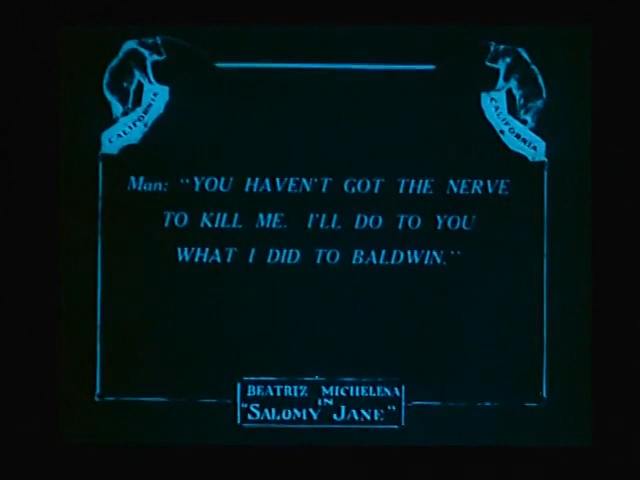 CALIFORNIA
CALIFORNIA
Man: "YOU HAVEN'T GOT THE NERVE
TO KILL ME. I'LL DO TO YOU
WHAT I DID TO BALDWIN."
BEATRIZ MICHELENA
IN
"SALOMY JANE"